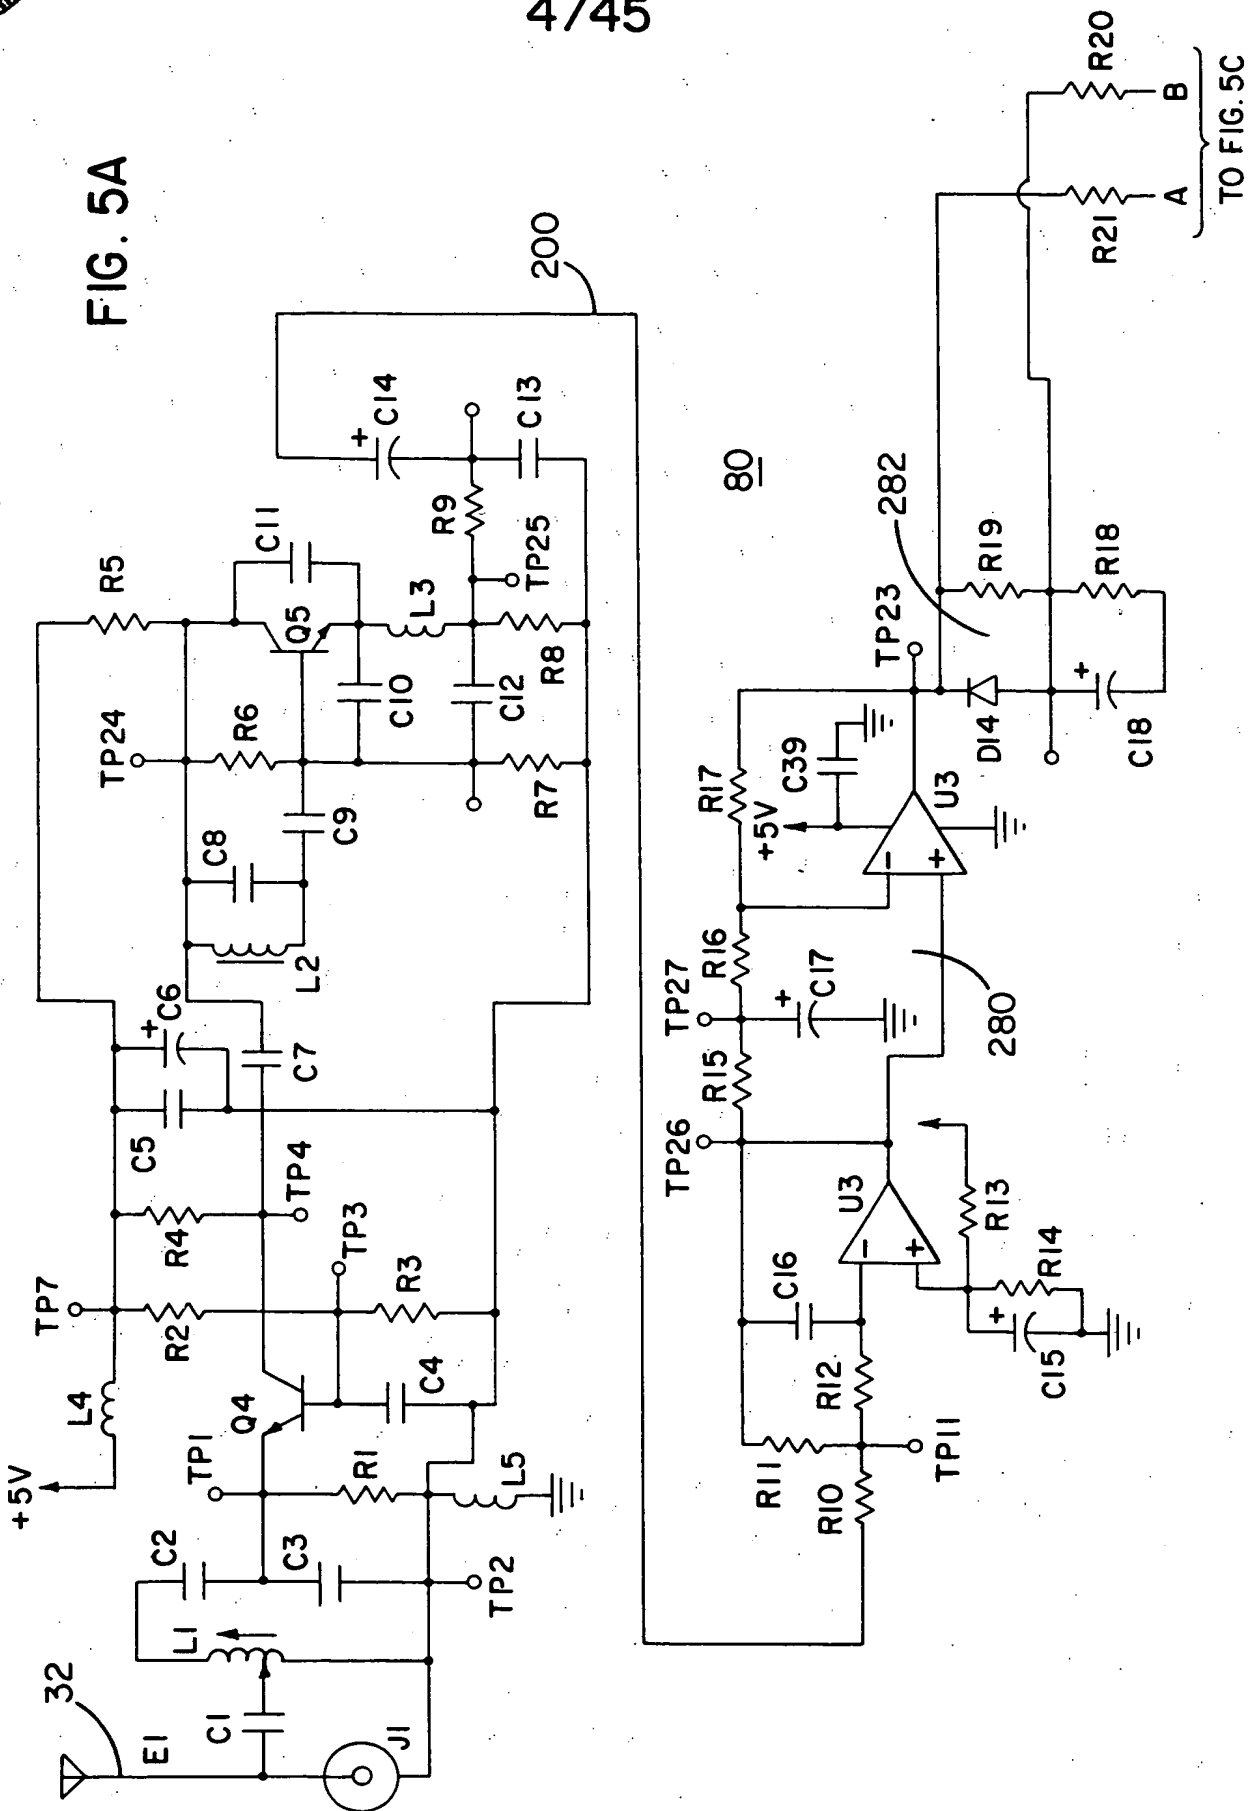 4/45
FIG. 5A
32
E1
J1
C1
L1
C2
C3
TP1
R1
TP2
L5
+5V
L4
Q4
C4
TP7
R2
R3
TP3
R4
TP4
C5
C6
+
C7
L2
C8
C9
TP24
R6
R7
C10
C12
R5
Q5
C11
L3
R8
TP25
R9
C14
+
C13
200
80
R10
R11
TP11
R12
C16
U3
-
+
C15
+
R14
R13
TP26
R15
TP27
C17
+
R16
280
R17
+5V
C39
U3
-
+
TP23
D14
C18
+
282
R19
R18
R21
R20
A
B
TO FIG. 5C